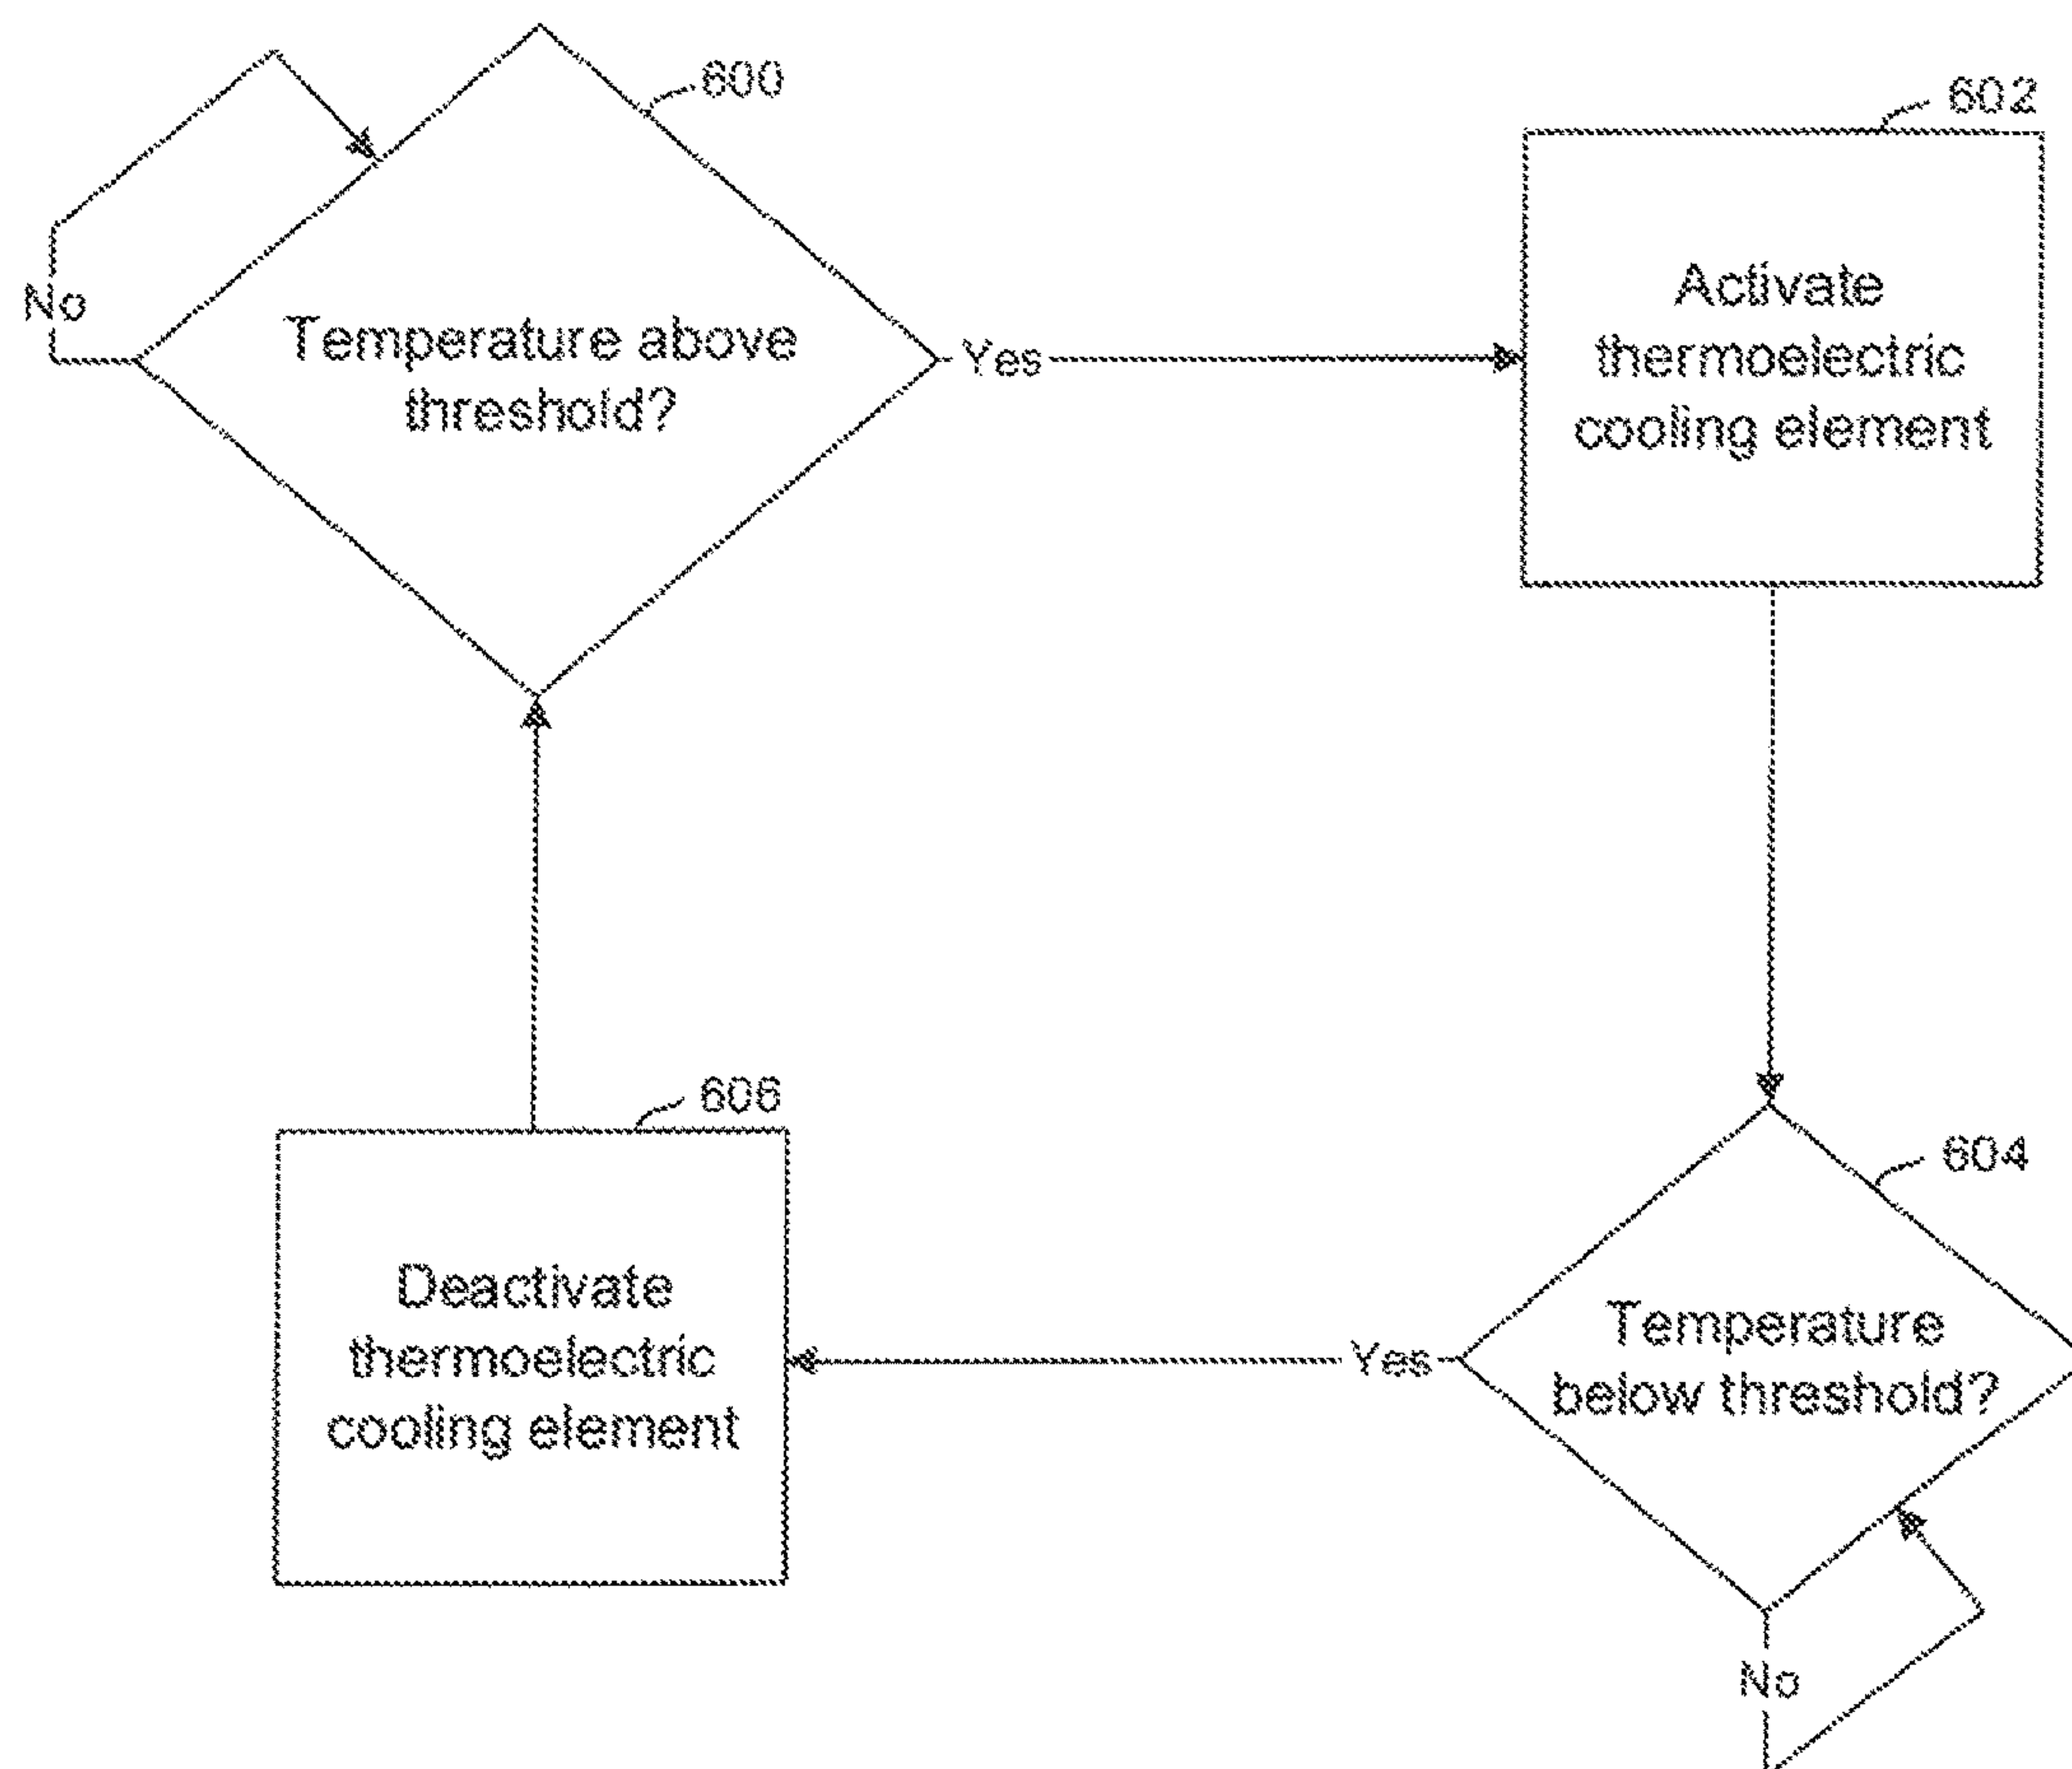 600
No
Temperature above
threshold?
Yes
602
Activate
thermoelectric
cooling element
606
Deactivate
thermoelectric
cooling element
Yes
604
Temperature
below threshold?
No